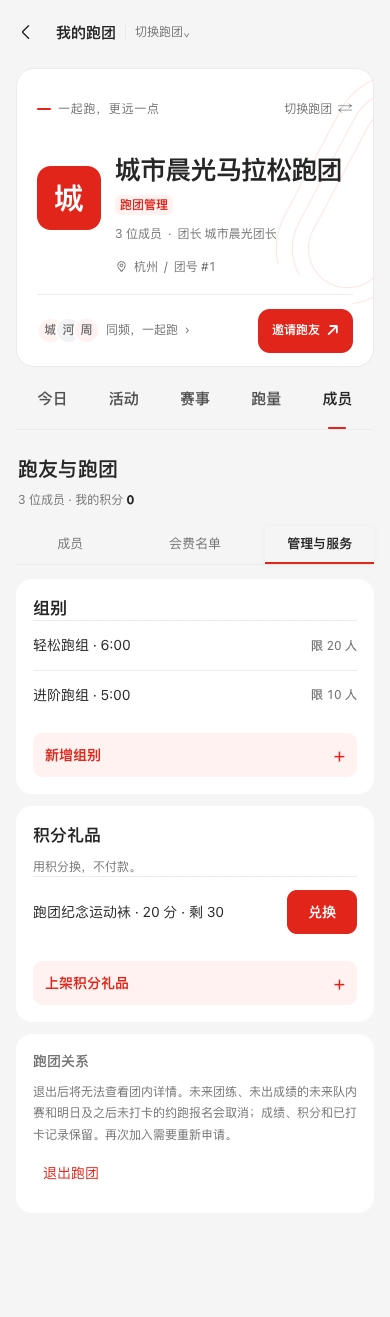 我的跑团 切换跑团
一起跑，更远一点 切换跑团
城
城市晨光马拉松跑团
跑团管理
3 位成员 · 团长 城市晨光团长
杭州 / 团号 #1
城 河 周 同频，一起跑 ›
邀请跑友
今日 活动 赛事 跑量 成员
跑友与跑团
3 位成员 · 我的积分 0
成员 会费名单 管理与服务
组别
轻松跑组 · 6:00 限 20 人
进阶跑组 · 5:00 限 10 人
新增组别 +
积分礼品
用积分换，不付款。
跑团纪念运动袜 · 20 分 · 剩 30 兑换
上架积分礼品 +
跑团关系
退出后将无法查看团内详情。未来团练、未出成绩的未来队内
赛和明日及之后未打卡的约跑报名会取消；成绩、积分和已打
卡记录保留。再次加入需要重新申请。
退出跑团